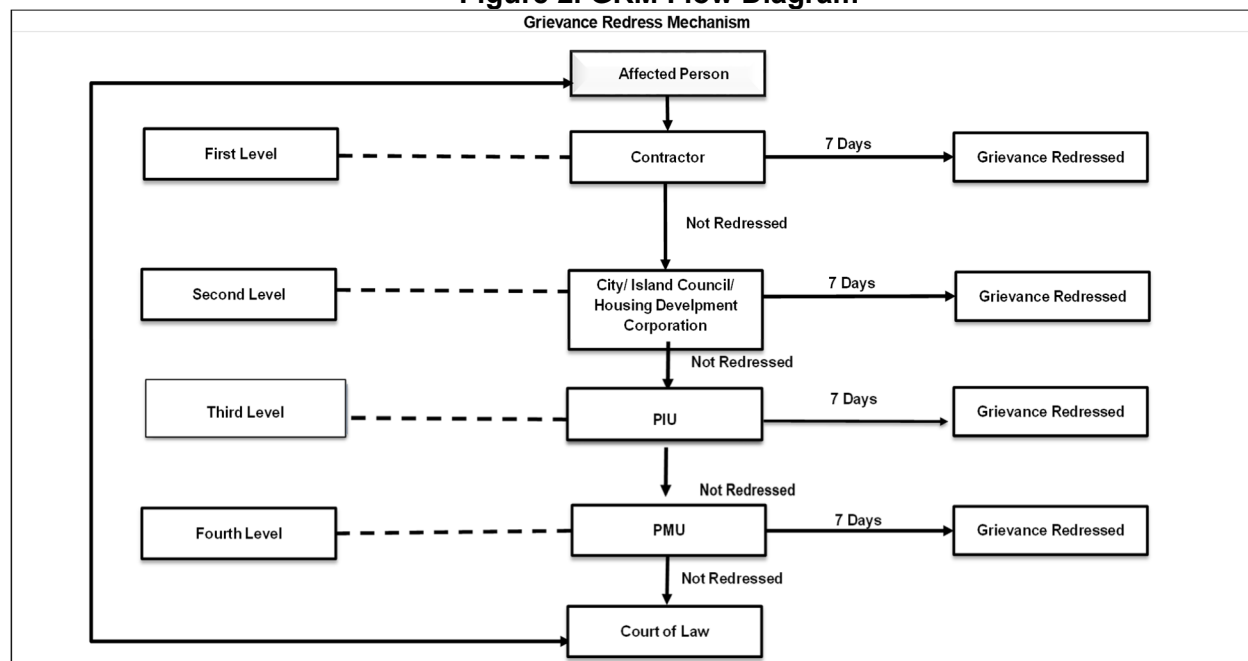 Figure 2: GRM Flow Diagram
Grievance Redress Mechanism
Affected Person
First Level
Contractor
7 Days
Grievance Redressed
Not Redressed
Second Level
City/ Island Council/
Housing Develpment
Corporation
7 Days
Grievance Redressed
Not Redressed
Third Level
PIU
7 Days
Grievance Redressed
Not Redressed
Fourth Level
PMU
7 Days
Grievance Redressed
Not Redressed
Court of Law